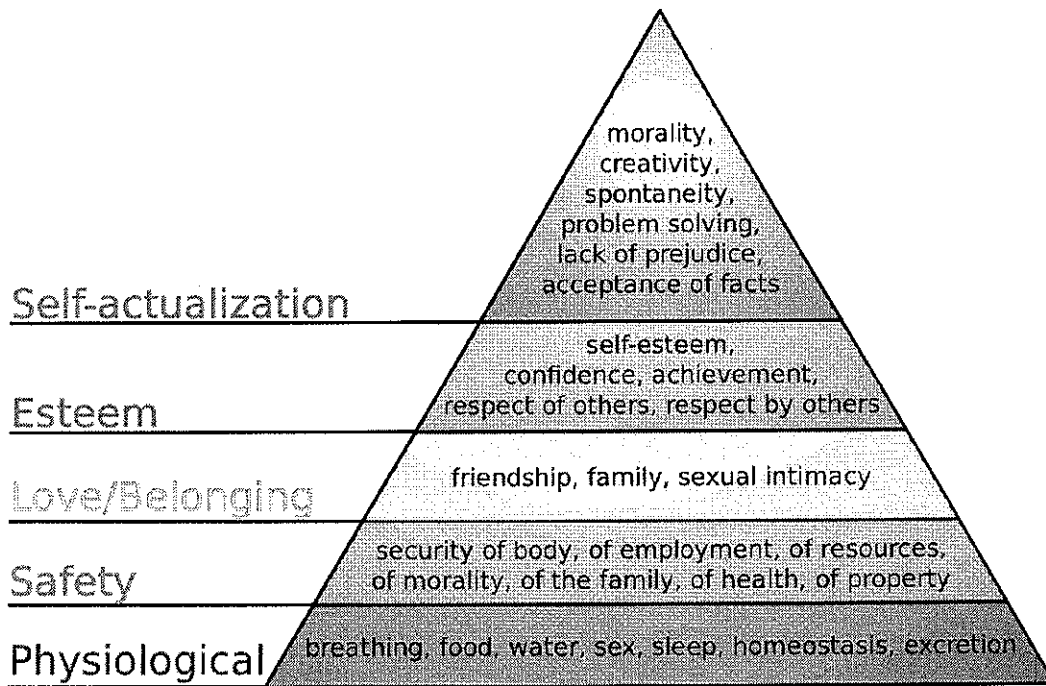 morality,
creativity,
spontaneity,
problem solving,
lack of prejudice,
acceptance of facts
Self-actualization
self-esteem,
confidence, achievement,
respect of others, respect by others
Esteem
friendship, family, sexual intimacy
Love/Belonging
security of body, of employment, of resources,
of morality, of the family, of health, of property
Safety
breathing, food, water, sex, sleep, homeostasis, excretion
Physiological